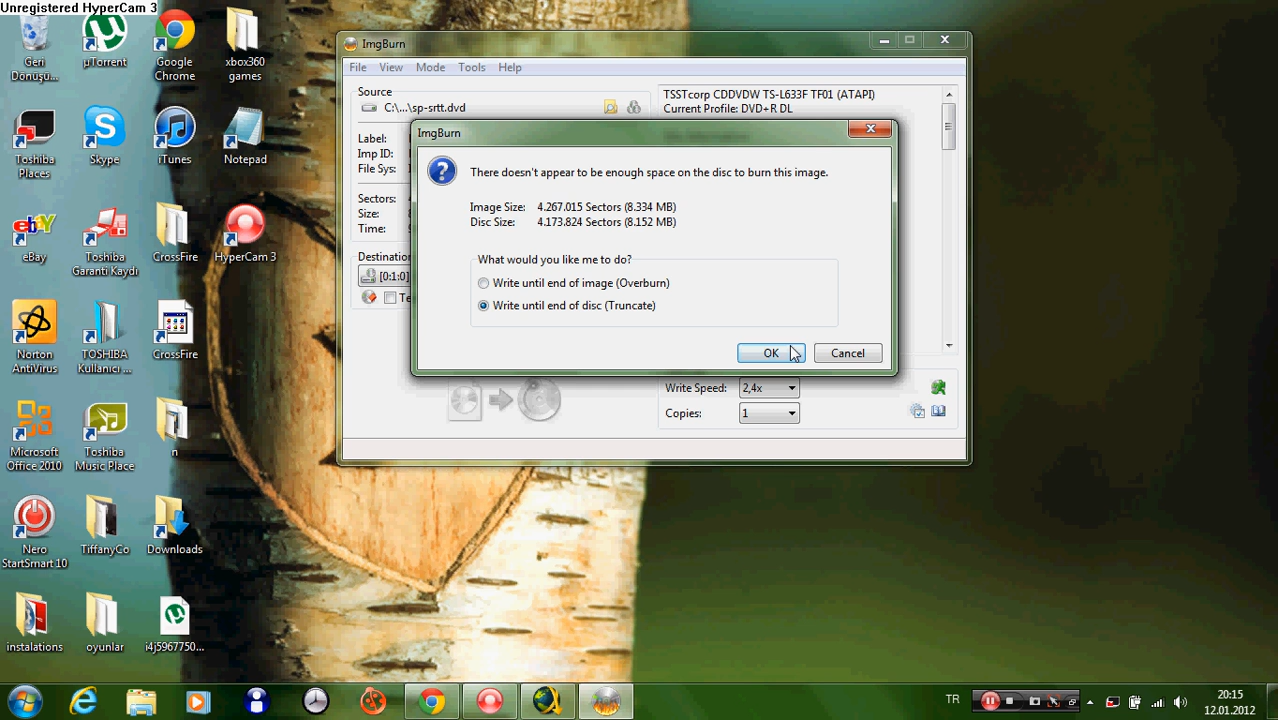 Unregistered HyperCam 3
Geri
Dönüşu...
µTorrent
Google
Chrome
xbox360
games
Toshiba
Places
Skype
iTunes
Notepad
eBay
Toshiba
Garanti Kaydı
CrossFire
HyperCam 3
Norton
AntiVirus
TOSHIBA
Kullanıcı ...
CrossFire
Microsoft
Office 2010
Toshiba
Music Place
n
Nero
StartSmart 10
TiffanyCo
Downloads
instalations
oyunlar
i4j5967750...
ImgBurn
File View Mode Tools Help
Source
C:\...\sp-srtt.dvd
TSSTcorp CDDVDW TS-L633F TF01 (ATAPI)
Current Profile: DVD+R DL
Label:
Imp ID:
File Sys:
Sectors:
Size:
Time:
Destination
[0:1:0]
Te
ImgBurn
There doesn't appear to be enough space on the disc to burn this image.
Image Size: 4.267.015 Sectors (8.334 MB)
Disc Size: 4.173.824 Sectors (8.152 MB)
What would you like me to do?
Write until end of image (Overburn)
Write until end of disc (Truncate)
OK Cancel
Write Speed: 2,4x
Copies: 1
TR
20:15
12.01.2012